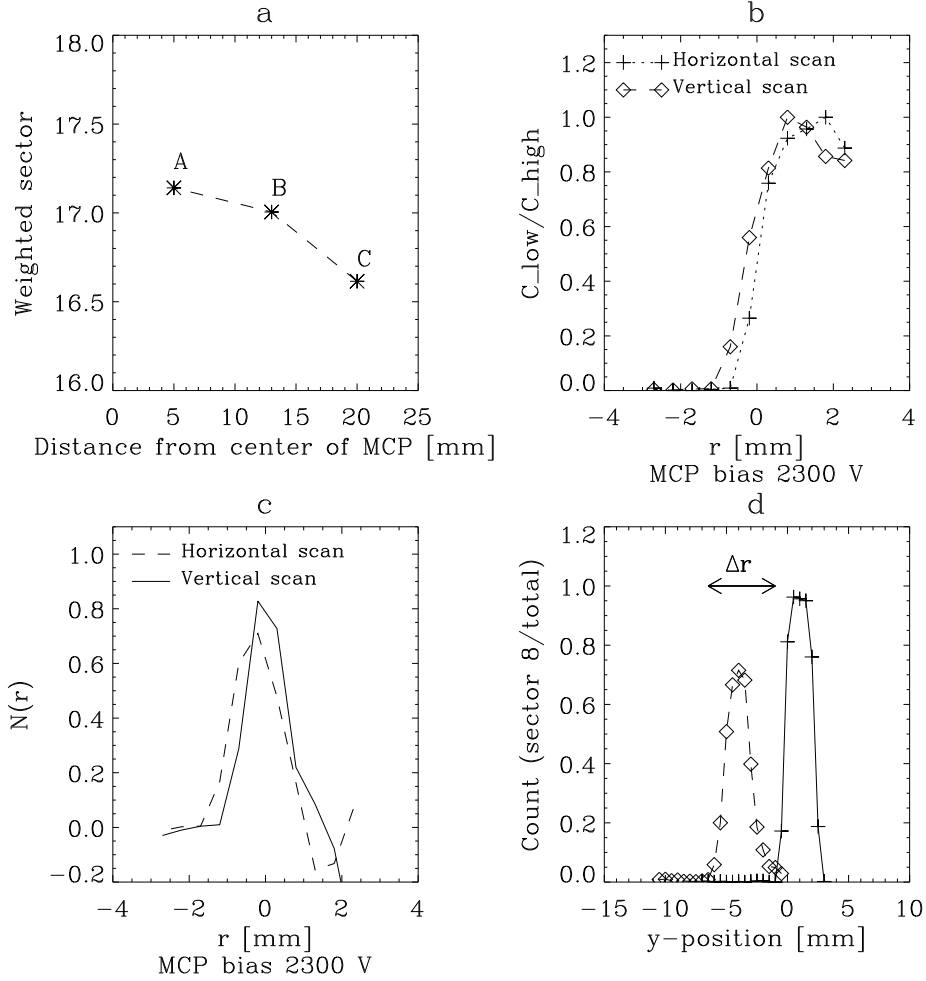 a
18.0
17.5
17.0
16.5
16.0
Weighted sector
A
B
C
0 5 10 15 20 25
Distance from center of MCP [mm]
b
1.2
1.0
0.8
0.6
0.4
0.2
0.0
C_low/C_high
Horizontal scan
Vertical scan
−4 −2 0 2 4
r [mm]
MCP bias 2300 V
c
1.0
0.8
0.6
0.4
0.2
0.0
−0.2
N(r)
Horizontal scan
Vertical scan
−4 −2 0 2 4
r [mm]
MCP bias 2300 V
d
1.2
1.0
0.8
0.6
0.4
0.2
0.0
Count (sector 8/total)
Δr
−15 −10 −5 0 5 10
y−position [mm]